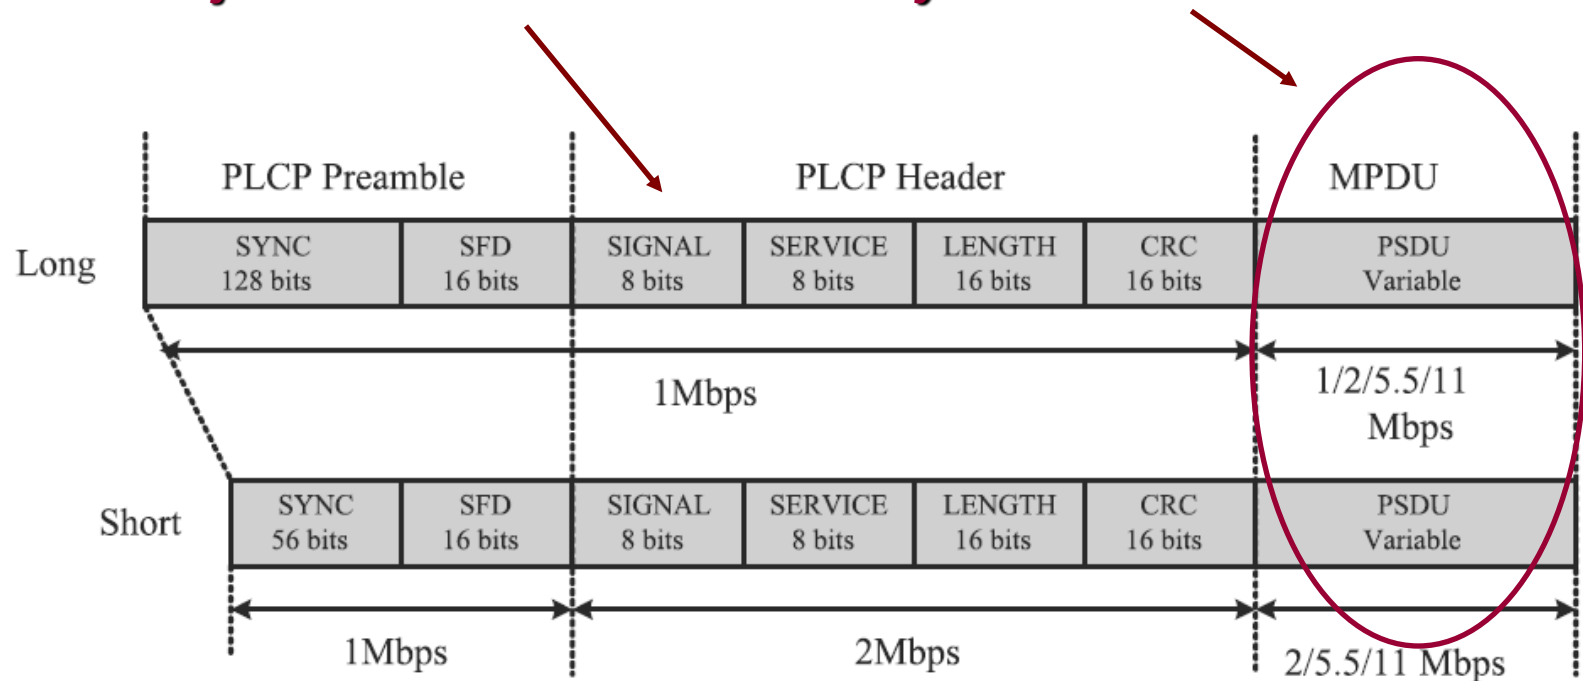 PLCP Preamble PLCP Header MPDU
Long
SYNC SFD SIGNAL SERVICE LENGTH CRC PSDU
128 bits 16 bits 8 bits 8 bits 16 bits 16 bits Variable
1Mbps
1/2/5.5/11
Mbps
Short
SYNC SFD SIGNAL SERVICE LENGTH CRC PSDU
56 bits 16 bits 8 bits 8 bits 16 bits 16 bits Variable
1Mbps 2Mbps 2/5.5/11 Mbps